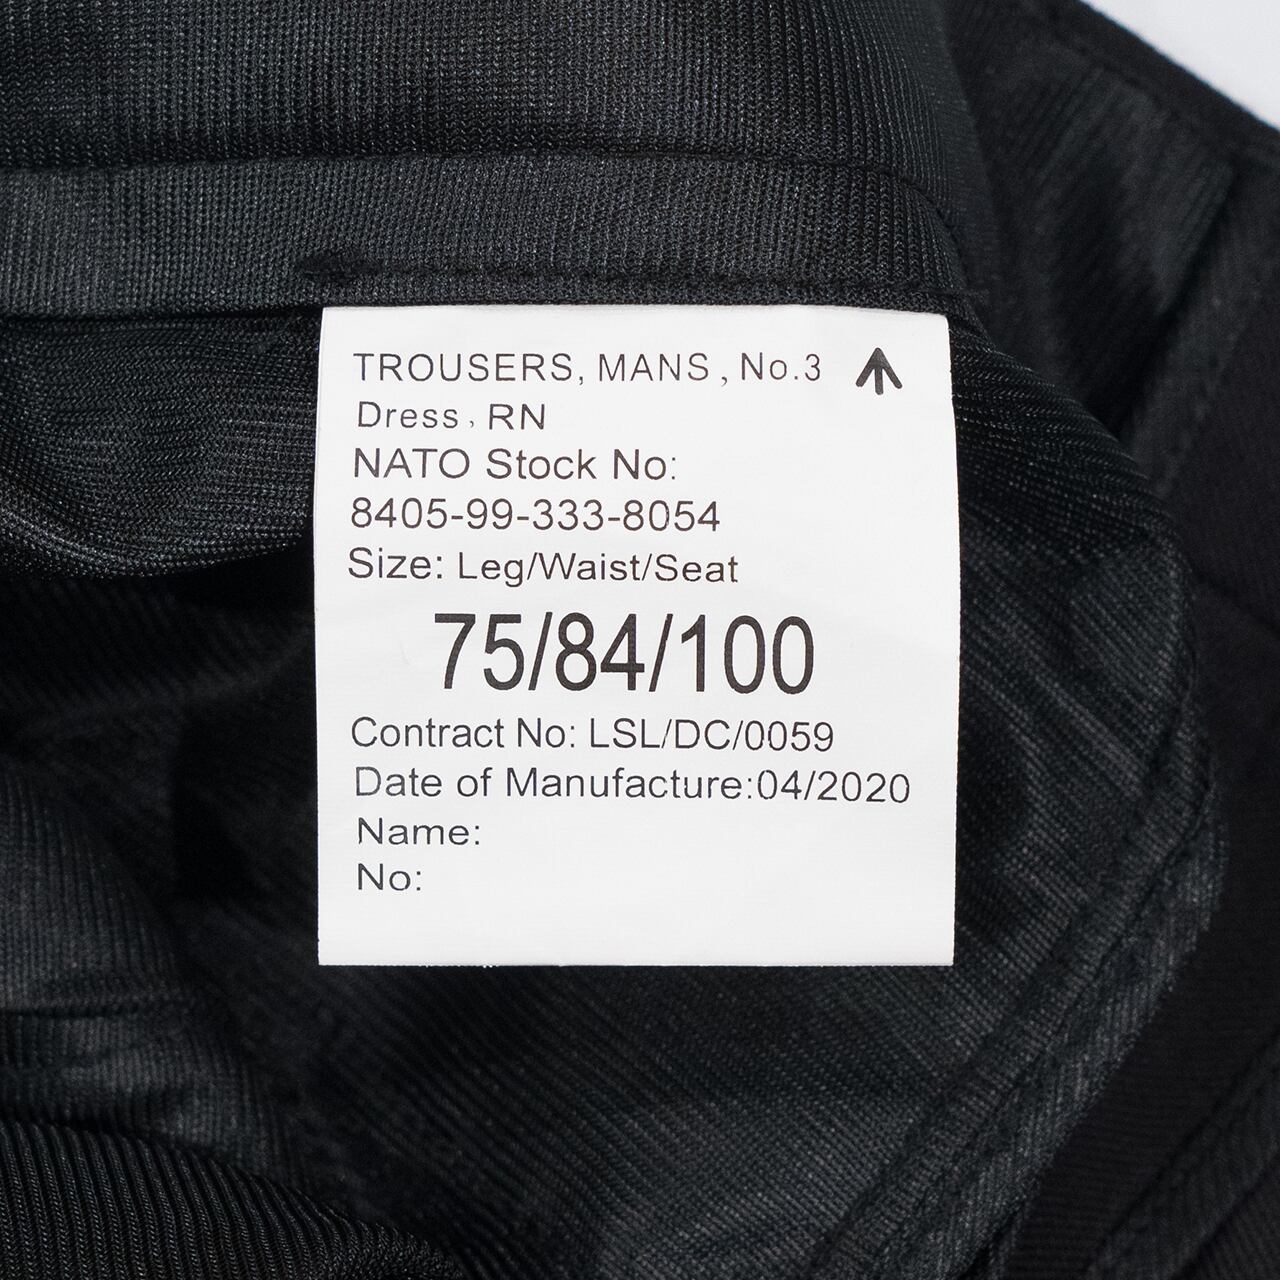 TROUSERS, MANS, No.3
Dress, RN
NATO Stock No:
8405-99-333-8054
Size: Leg/Waist/Seat
75/84/100
Contract No: LSL/DC/0059
Date of Manufacture:04/2020
Name:
No: